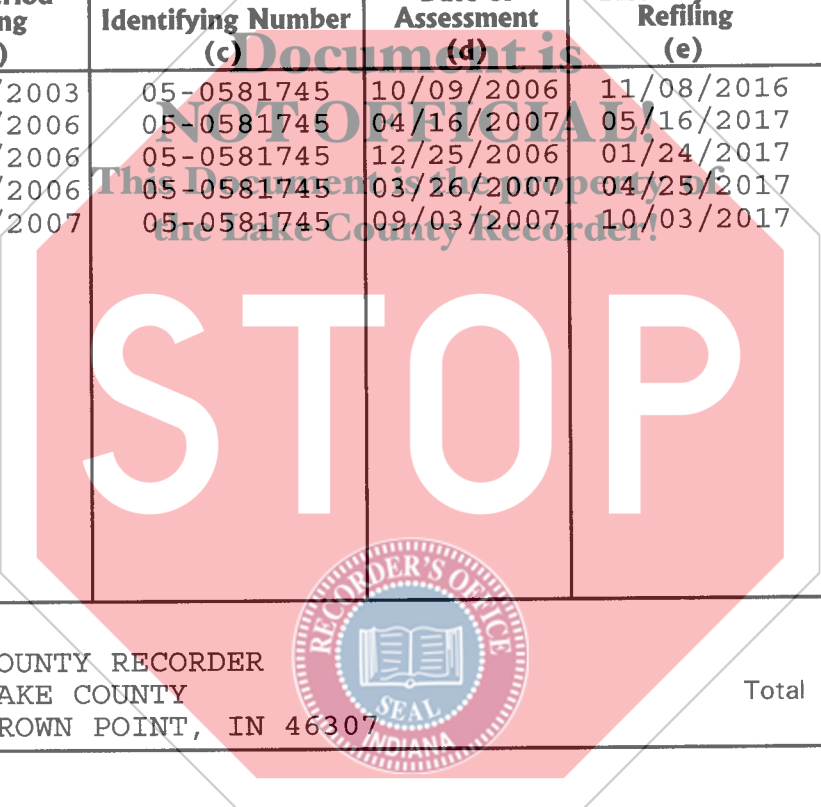 Identifying Number Assessment Refiling
(c) (d) (e)
Document is
/2003 05-0581745 10/09/2006 11/08/2016
NOT OFFICIAL!
/2006 05-0581745 04/16/2007 05/16/2017
/2006 05-0581745 12/25/2006 01/24/2017
This Document is the property of
/2006 05-0581745 03/26/2007 04/25/2017
the Lake County Recorder!
/2007 05-0581745 09/03/2007 10/03/2017
STOP
RECORDER'S OFFICE
SEAL
INDIANA
OUNTY RECORDER
AKE COUNTY Total
ROWN POINT, IN 46307